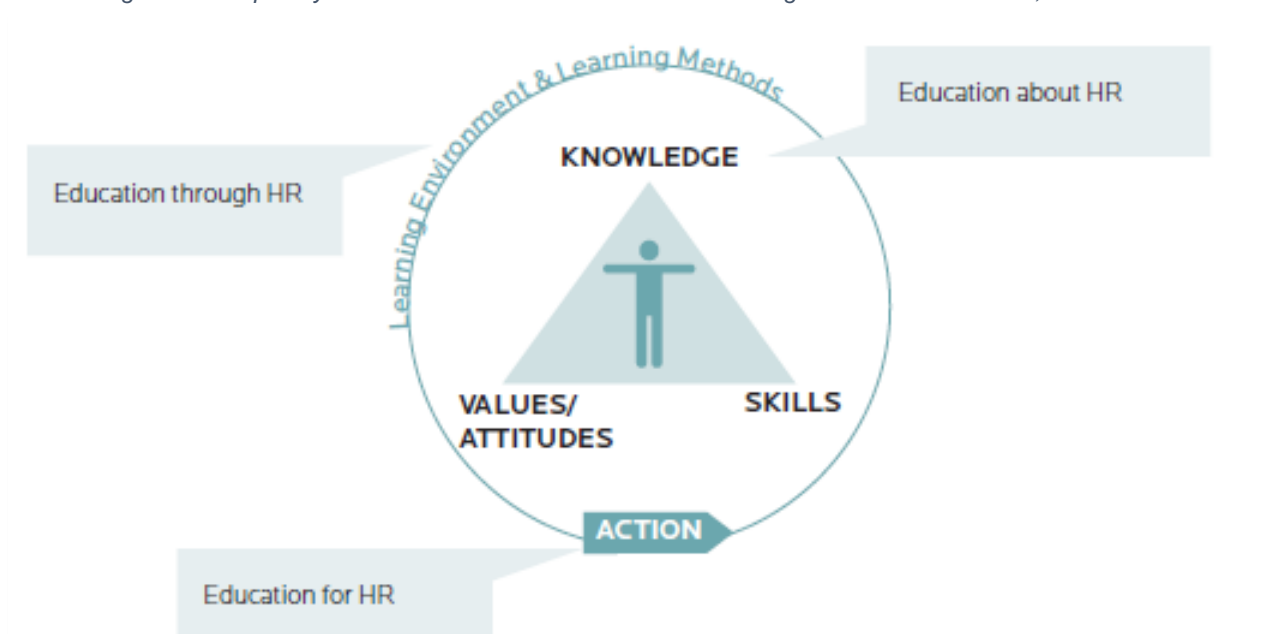 Learning Environment & Learning Methods
Education about HR
KNOWLEDGE
Education through HR
VALUES/
ATTITUDES
SKILLS
ACTION
Education for HR